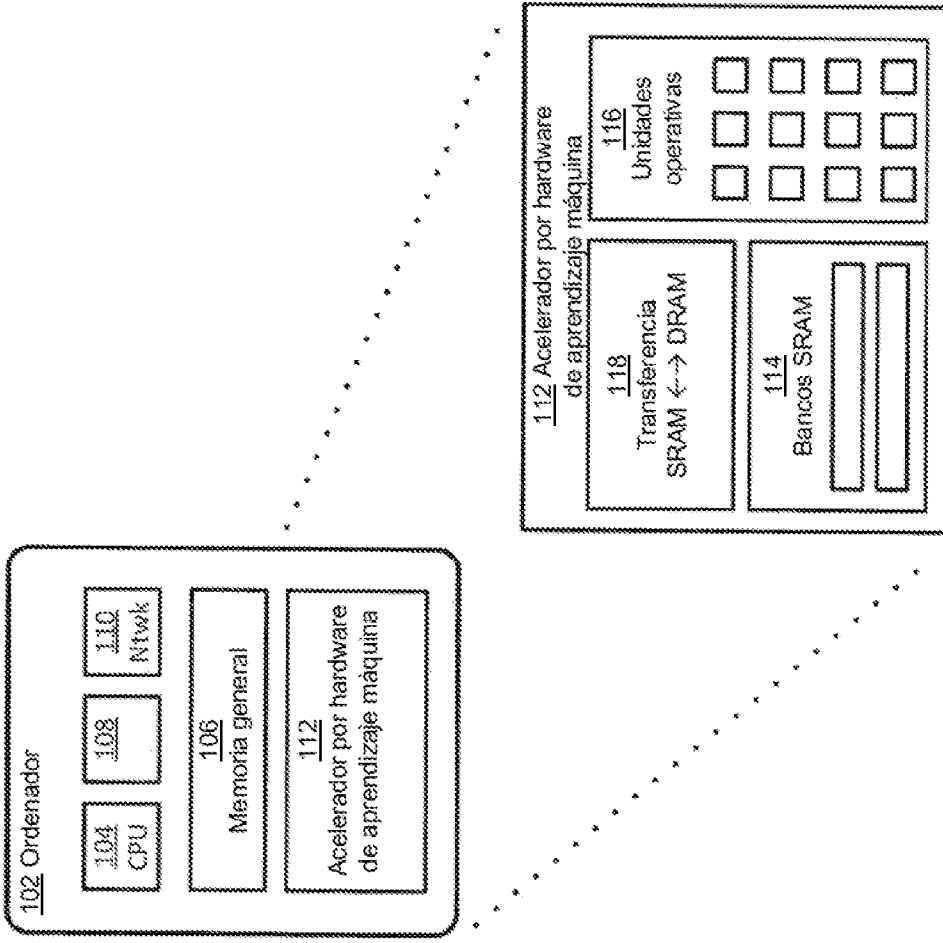 102 Ordenador
104
CPU
108
110
Ntwk
106
Memoria general
112
Acelerador por hardware
de aprendizaje máquina
112 Acelerador por hardware
de aprendizaje máquina
118
Transferencia
SRAM <--> DRAM
116
Unidades
operativas
114
Bancos SRAM